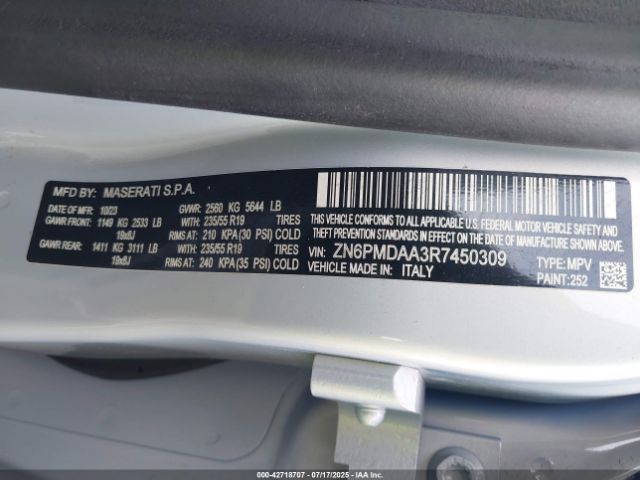 MFD BY: MASERATI S.P.A.
DATE OF MFR: 10/23 GVWR: 2560 KG 5644 LB
GAWR FRONT: 1149 KG 2533 LB WITH: 235/55 R19
19x8J RIMS AT: 210 KPA(30 PSI) COLD
GAWR REAR: 1411 KG 3111 LB WITH: 235/55 R19
19x8J RIMS AT: 240 KPA(35 PSI) COLD
THIS VEHICLE CONFORMS TO ALL APPLICABLE
U.S. FEDERAL MOTOR VEHICLE SAFETY AND
THEFT PREVENTION STANDARDS IN EFFECT ON
THE DATE OF MANUFACTURE SHOWN ABOVE.
VIN: ZN6PMDAA3R7450309
VEHICLE MADE IN: ITALY
TYPE: MPV
PAINT:252
000-42718707 - 07/17/2025 - IAAI.com